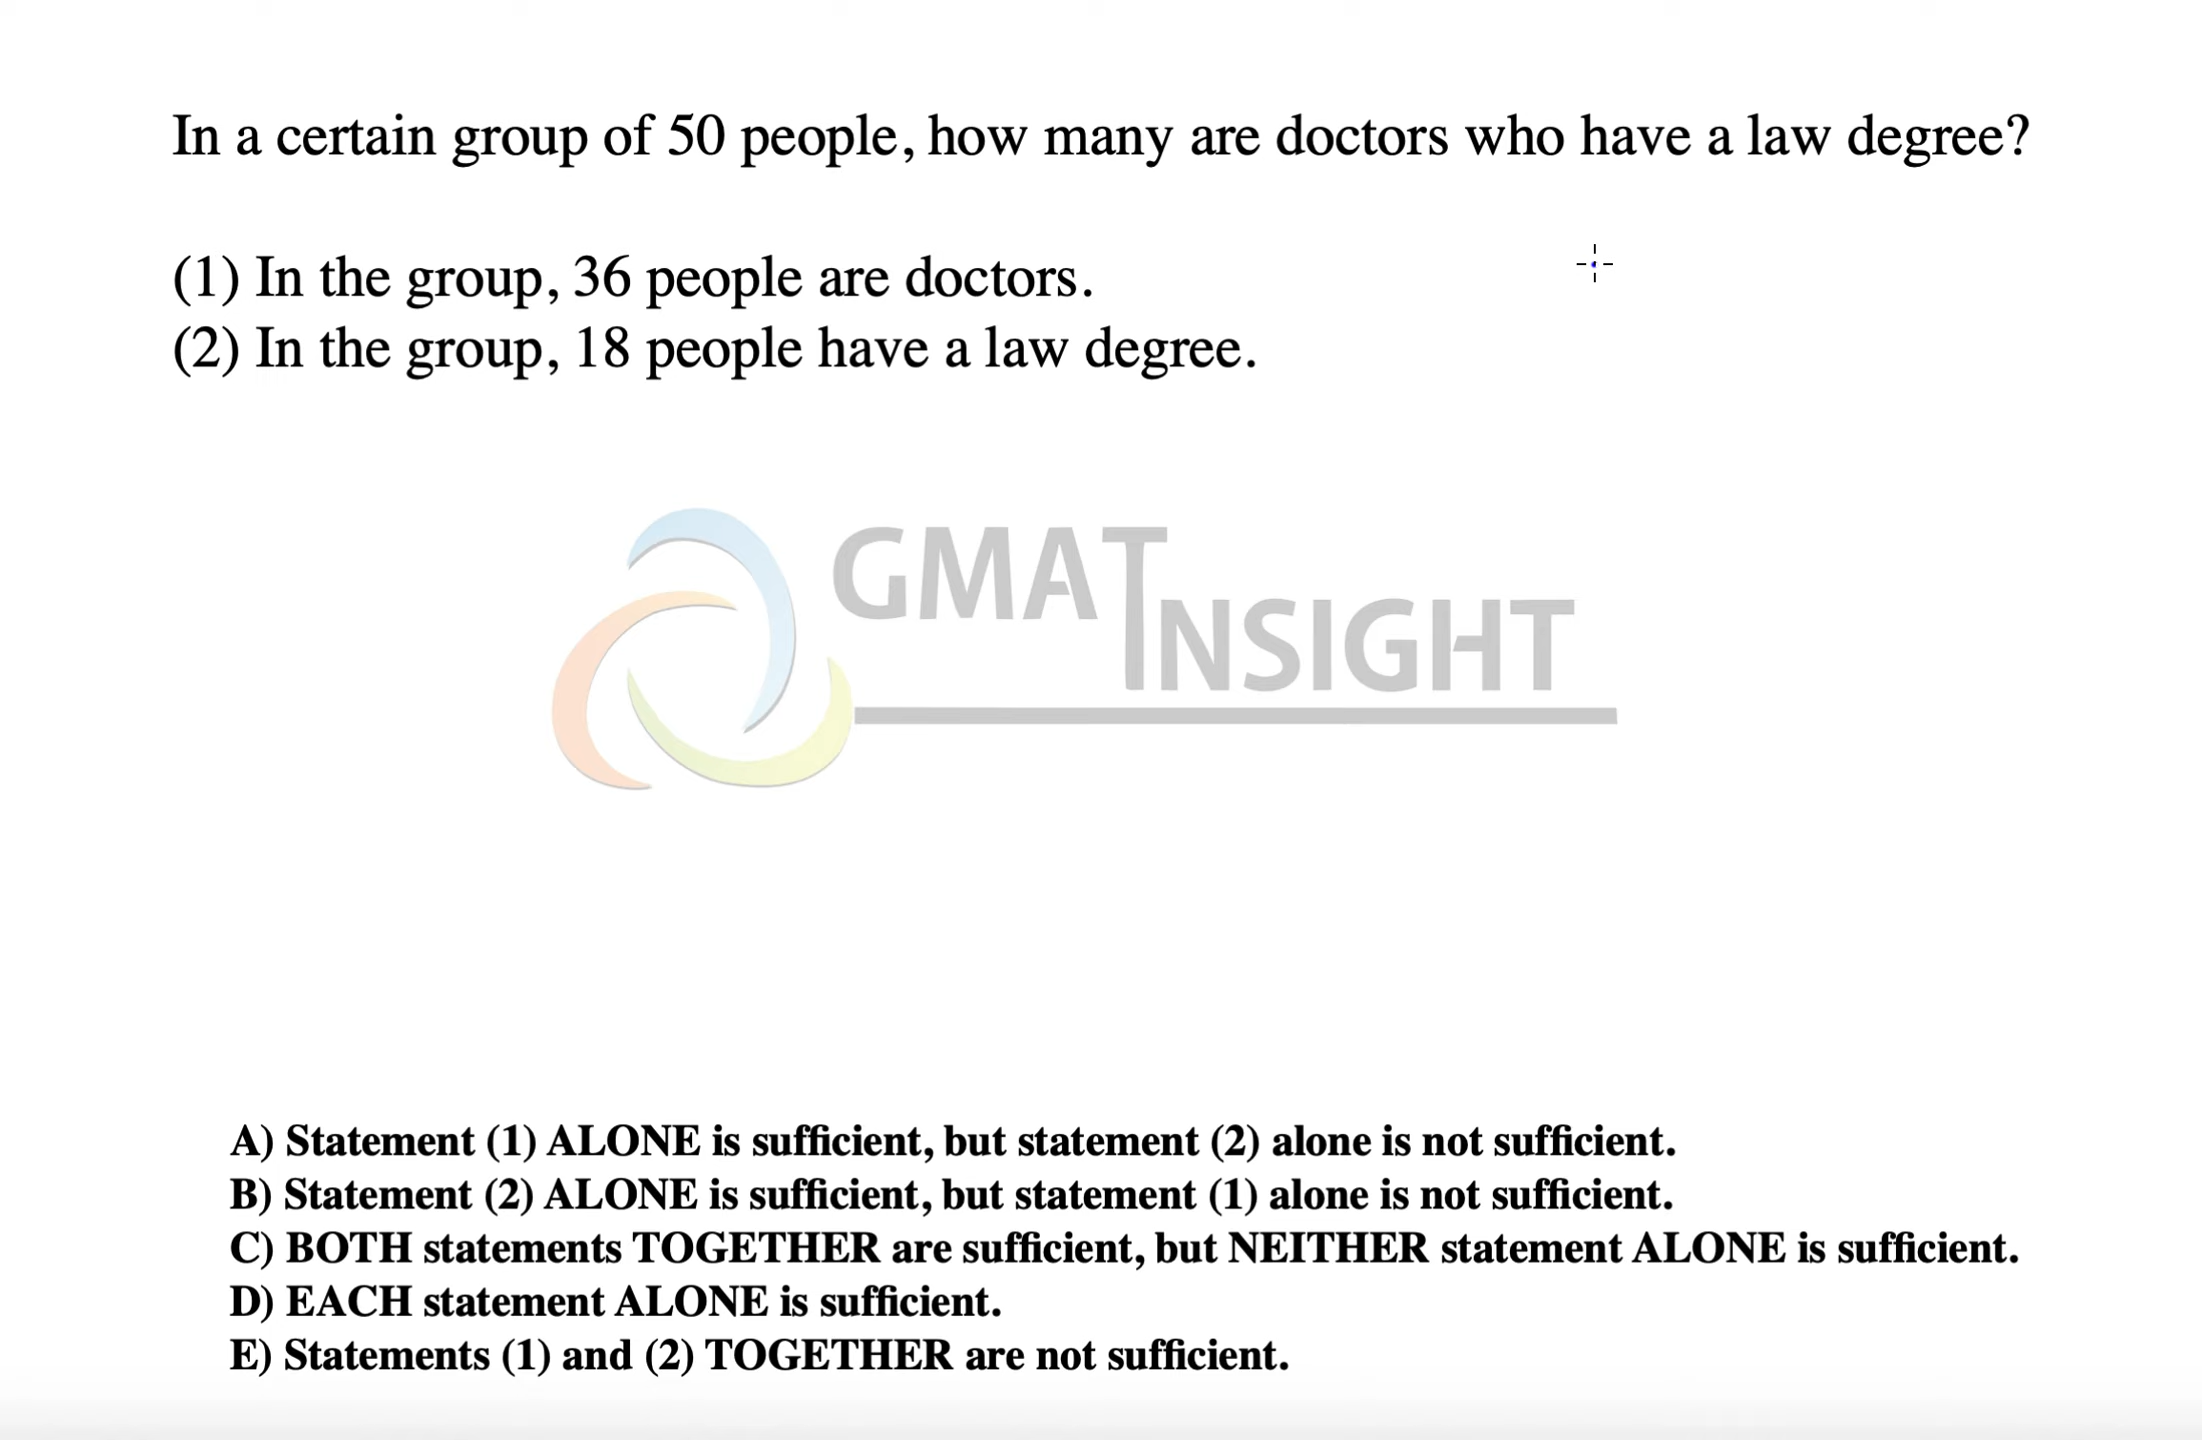 In a certain group of 50 people, how many are doctors who have a law degree?
(1) In the group, 36 people are doctors.
(2) In the group, 18 people have a law degree.
GMATINSIGHT
A) Statement (1) ALONE is sufficient, but statement (2) alone is not sufficient.
B) Statement (2) ALONE is sufficient, but statement (1) alone is not sufficient.
C) BOTH statements TOGETHER are sufficient, but NEITHER statement ALONE is sufficient.
D) EACH statement ALONE is sufficient.
E) Statements (1) and (2) TOGETHER are not sufficient.